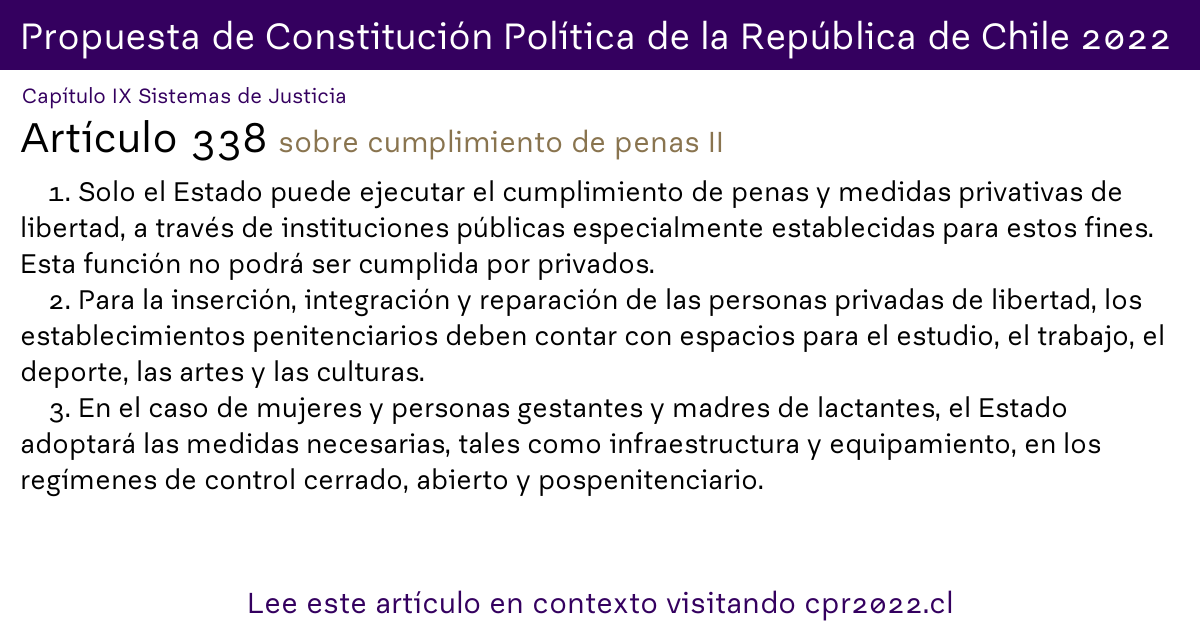 Propuesta de Constitución Política de la República de Chile 2022
Capítulo IX Sistemas de Justicia
Artículo 338 sobre cumplimiento de penas II
1. Solo el Estado puede ejecutar el cumplimiento de penas y medidas privativas de
libertad, a través de instituciones públicas especialmente establecidas para estos fines.
Esta función no podrá ser cumplida por privados.
2. Para la inserción, integración y reparación de las personas privadas de libertad, los
establecimientos penitenciarios deben contar con espacios para el estudio, el trabajo, el
deporte, las artes y las culturas.
3. En el caso de mujeres y personas gestantes y madres de lactantes, el Estado
adoptará las medidas necesarias, tales como infraestructura y equipamiento, en los
regímenes de control cerrado, abierto y pospenitenciario.
Lee este artículo en contexto visitando cpr2022.cl